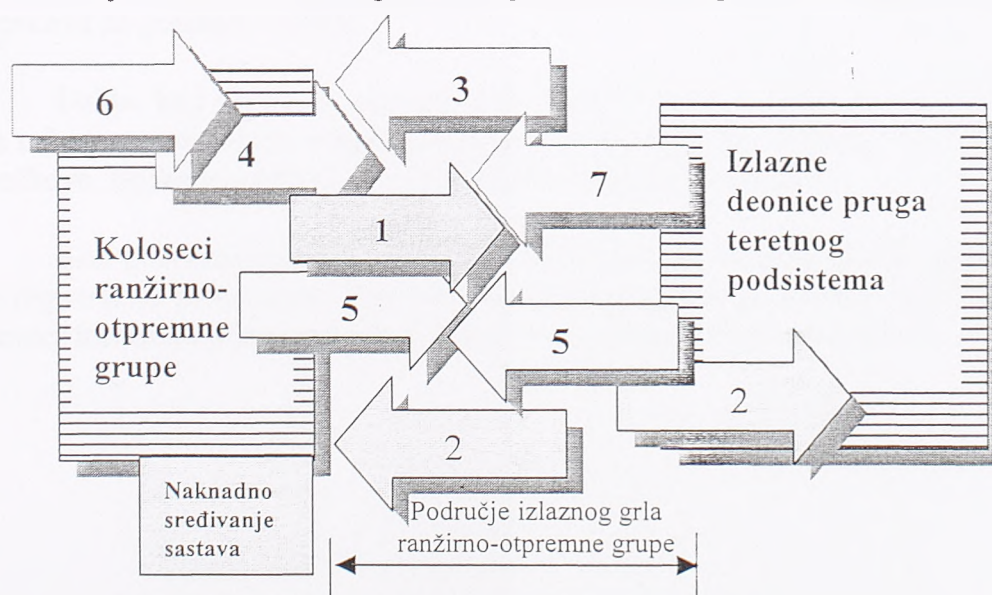 6
3
4
7
1
5
5
2
2
Koloseci
ranžirno-
otpremne
grupe
Izlazne
deonice pruga
teretnog
podsistema
Naknadno
sređivanje
sastava
Područje izlaznog grla
ranžirno-otpremne grupe